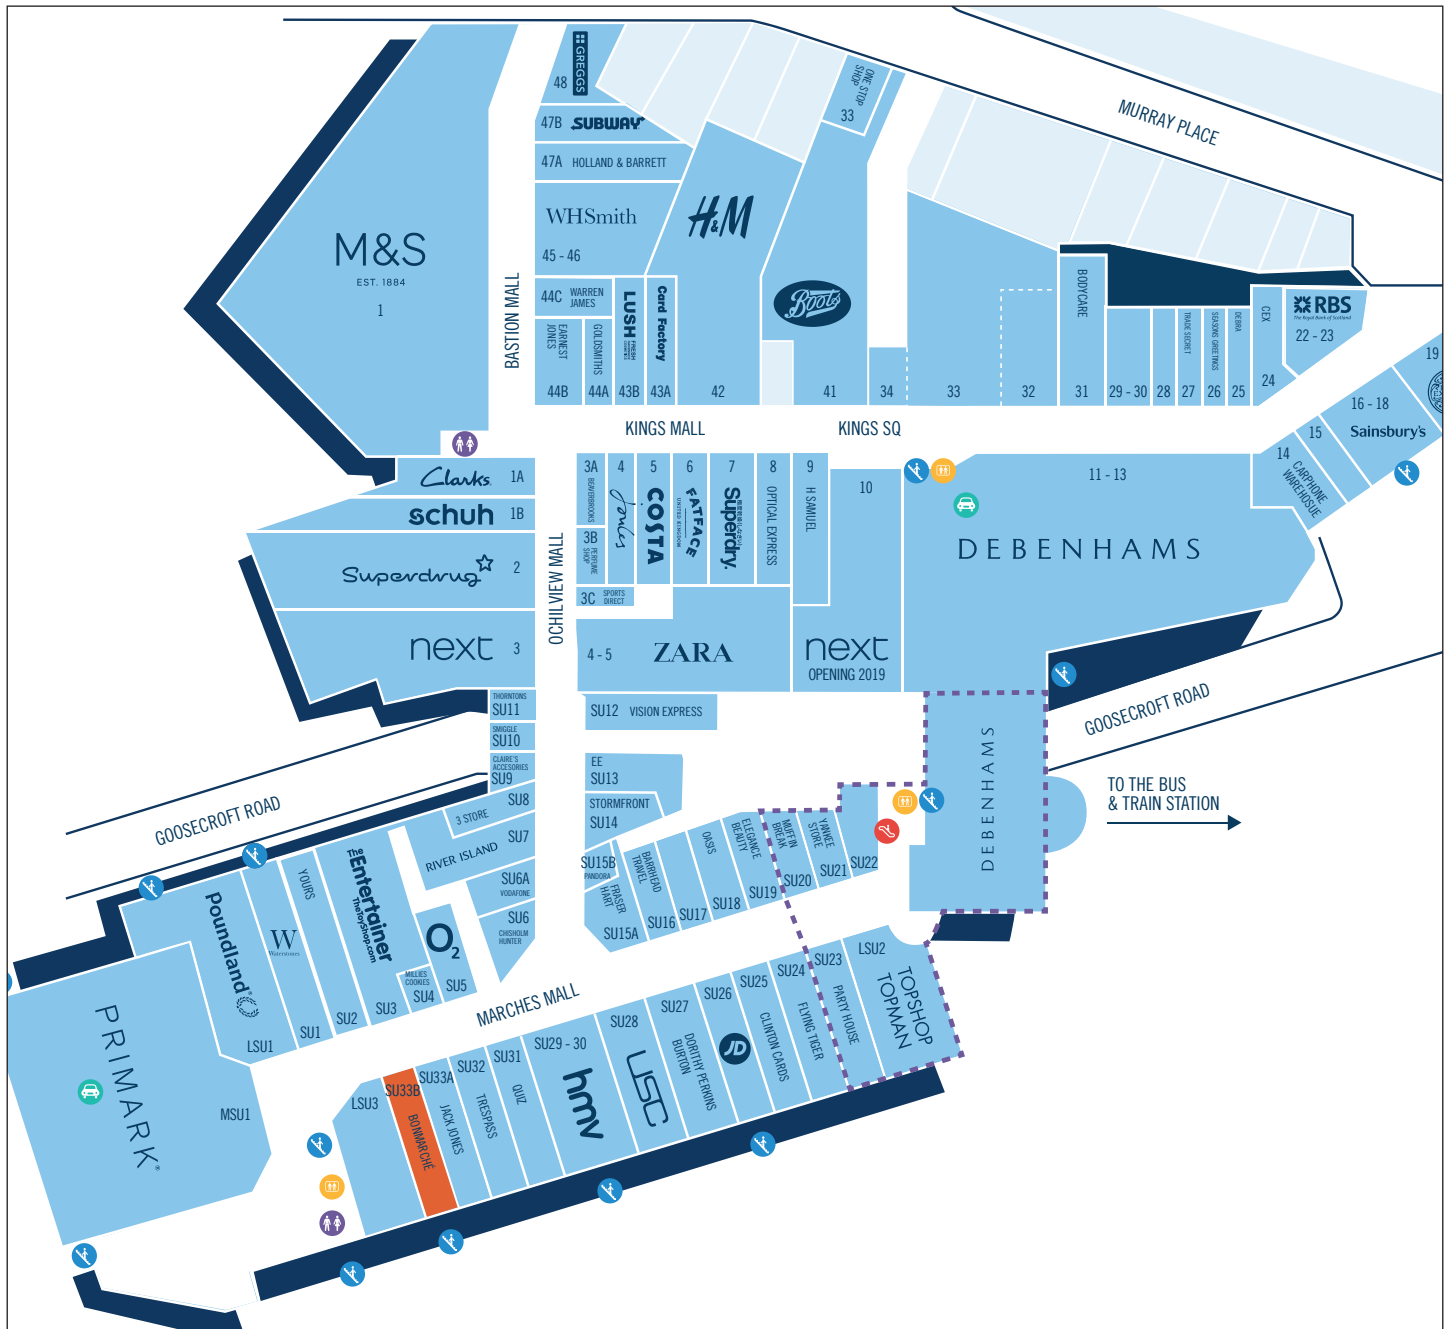 MURRAY PLACE
48
GREGGS
47B
SUBWAY
47A HOLLAND & BARRETT
WHSmith
45 - 46
H&M
ONE STOP
SHOP
33
M&S
EST. 1884
1
BASTION MALL
44C
WARREN
JAMES
EARNEST
JONES
44B
GOLDSMITHS
44A
LUSH
FRESH
HANDMADE
COSMETICS
43B
Card Factory
43A
42
Boots
41
34
33
32
BODYCARE
31
29 - 30
28
TRADE SECRET
27
SEASONS GREETINGS
26
DEBRA
25
CEX
24
RBS
The Royal Bank of Scotland
22 - 23
19
16 - 18
Sainsbury's
15
14
CARPHONE
WAREHOSUE
KINGS MALL
KINGS SQ
Clarks
1A
schuh
1B
Superdrug
2
next
3
OCHILVIEW MALL
3A
BEAVERBROOKS
3B
PERFUME
SHOP
3C
SPORTS
DIRECT
4
Joules
5
COSTA
6
FATFACE
UNITED KINGDOM
7
Superdry.
8
OPTICAL EXPRESS
9
H SAMUEL
10
11 - 13
DEBENHAMS
4 - 5
ZARA
next
OPENING 2019
THORNTONS
SU11
SMIGGLE
SU10
CLAIRE'S
ACCESORIES
SU9
SU12 VISION EXPRESS
EE
SU13
STORMFRONT
SU14
SU15B
PANDORA
FRASER
HART
SU15A
BARRHEAD
TRAVEL
SU16
SU17
OASIS
SU18
ELEGANCE
BEAUTY
SU19
MUFFIN
BREAK
SU20
YANKEE
STORE
SU21
SU22
DEBENHAMS
GOOSECROFT ROAD
TO THE BUS
& TRAIN STATION
GOOSECROFT ROAD
SU8
3 STORE
SU7
RIVER ISLAND
SU6A
VODAFONE
SU6
CHISHOLM
HUNTER
O2
SU5
MILLIES
COOKIES
SU4
The
Entertainer
TheToyShop.com
SU3
YOURS
SU2
W
Waterstones
SU1
Poundland
LSU1
PRIMARK
MSU1
MARCHES MALL
LSU3
SU33B
BONMARCHÉ
SU33A
JACK JONES
SU32
TRESPASS
SU31
QUIZ
SU29 - 30
hmv
SU28
USC
SU27
DORITHY PERKINS
BURTON
SU26
JD
SU25
CLINTON CARDS
SU24
FLYING TIGER
SU23
PARTY HOUSE
LSU2
TOPSHOP
TOPMAN